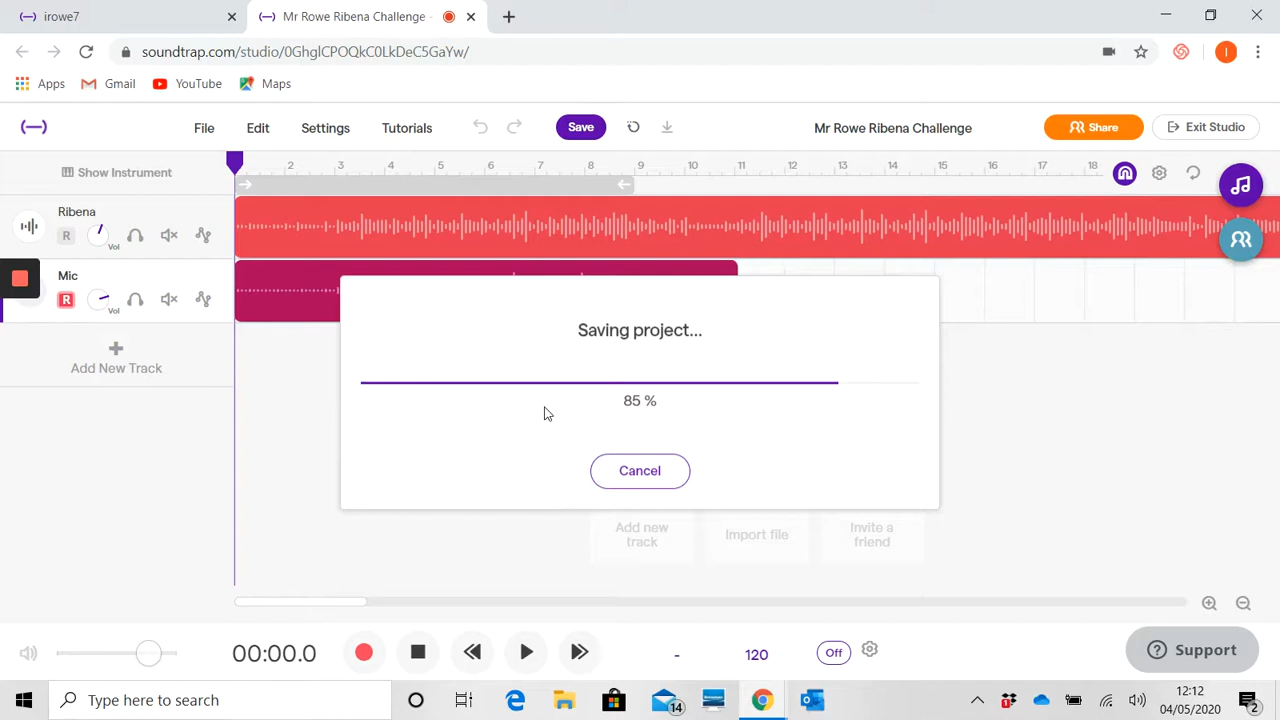 irowe7
Mr Rowe Ribena Challenge -
soundtrap.com/studio/0GhglCPOQkC0LkDeC5GaYw/
Apps Gmail YouTube Maps
File Edit Settings Tutorials Save Mr Rowe Ribena Challenge Share Exit Studio
Show Instrument
2 3 4 5 6 7 8 9 10 11 12 13 14 15 16 17 18
Ribena
R Vol
Mic
R Vol
Add New Track
Saving project...
85 %
Cancel
Add new
track
Import file
Invite a
friend
00:00.0 - 120 Off Support
Type here to search
14
1
12:12
04/05/2020
2